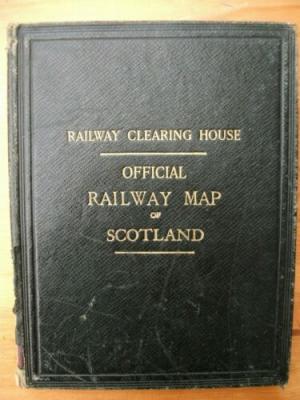 RAILWAY CLEARING HOUSE
OFFICIAL
RAILWAY MAP
OF
SCOTLAND